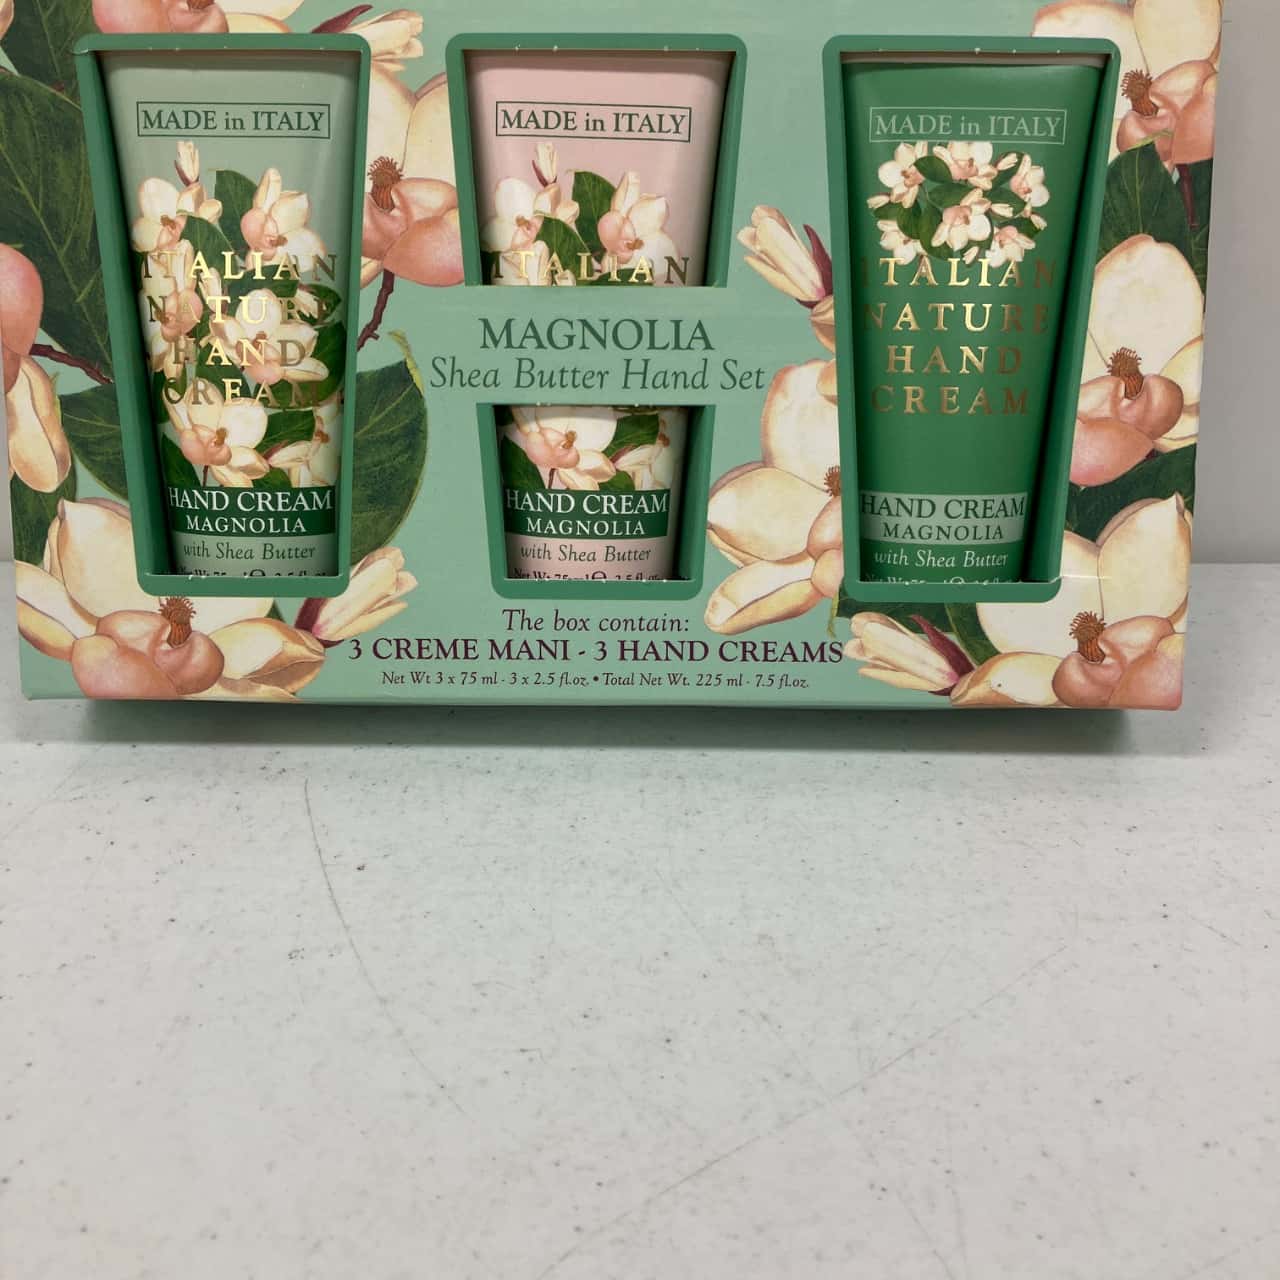 MADE in ITALY
ITALIAN
NATURE
HAND
CREAM
HAND CREAM
MAGNOLIA
with Shea Butter
MADE in ITALY
ITALIAN
MAGNOLIA
Shea Butter Hand Set
HAND CREAM
MAGNOLIA
with Shea Butter
MADE in ITALY
ITALIAN
NATURE
HAND
CREAM
HAND CREAM
MAGNOLIA
with Shea Butter
The box contain:
3 CREME MANI - 3 HAND CREAMS
Net Wt 3 x 75 ml - 3 x 2.5 fl.oz. • Total Net Wt. 225 ml - 7.5 fl.oz.